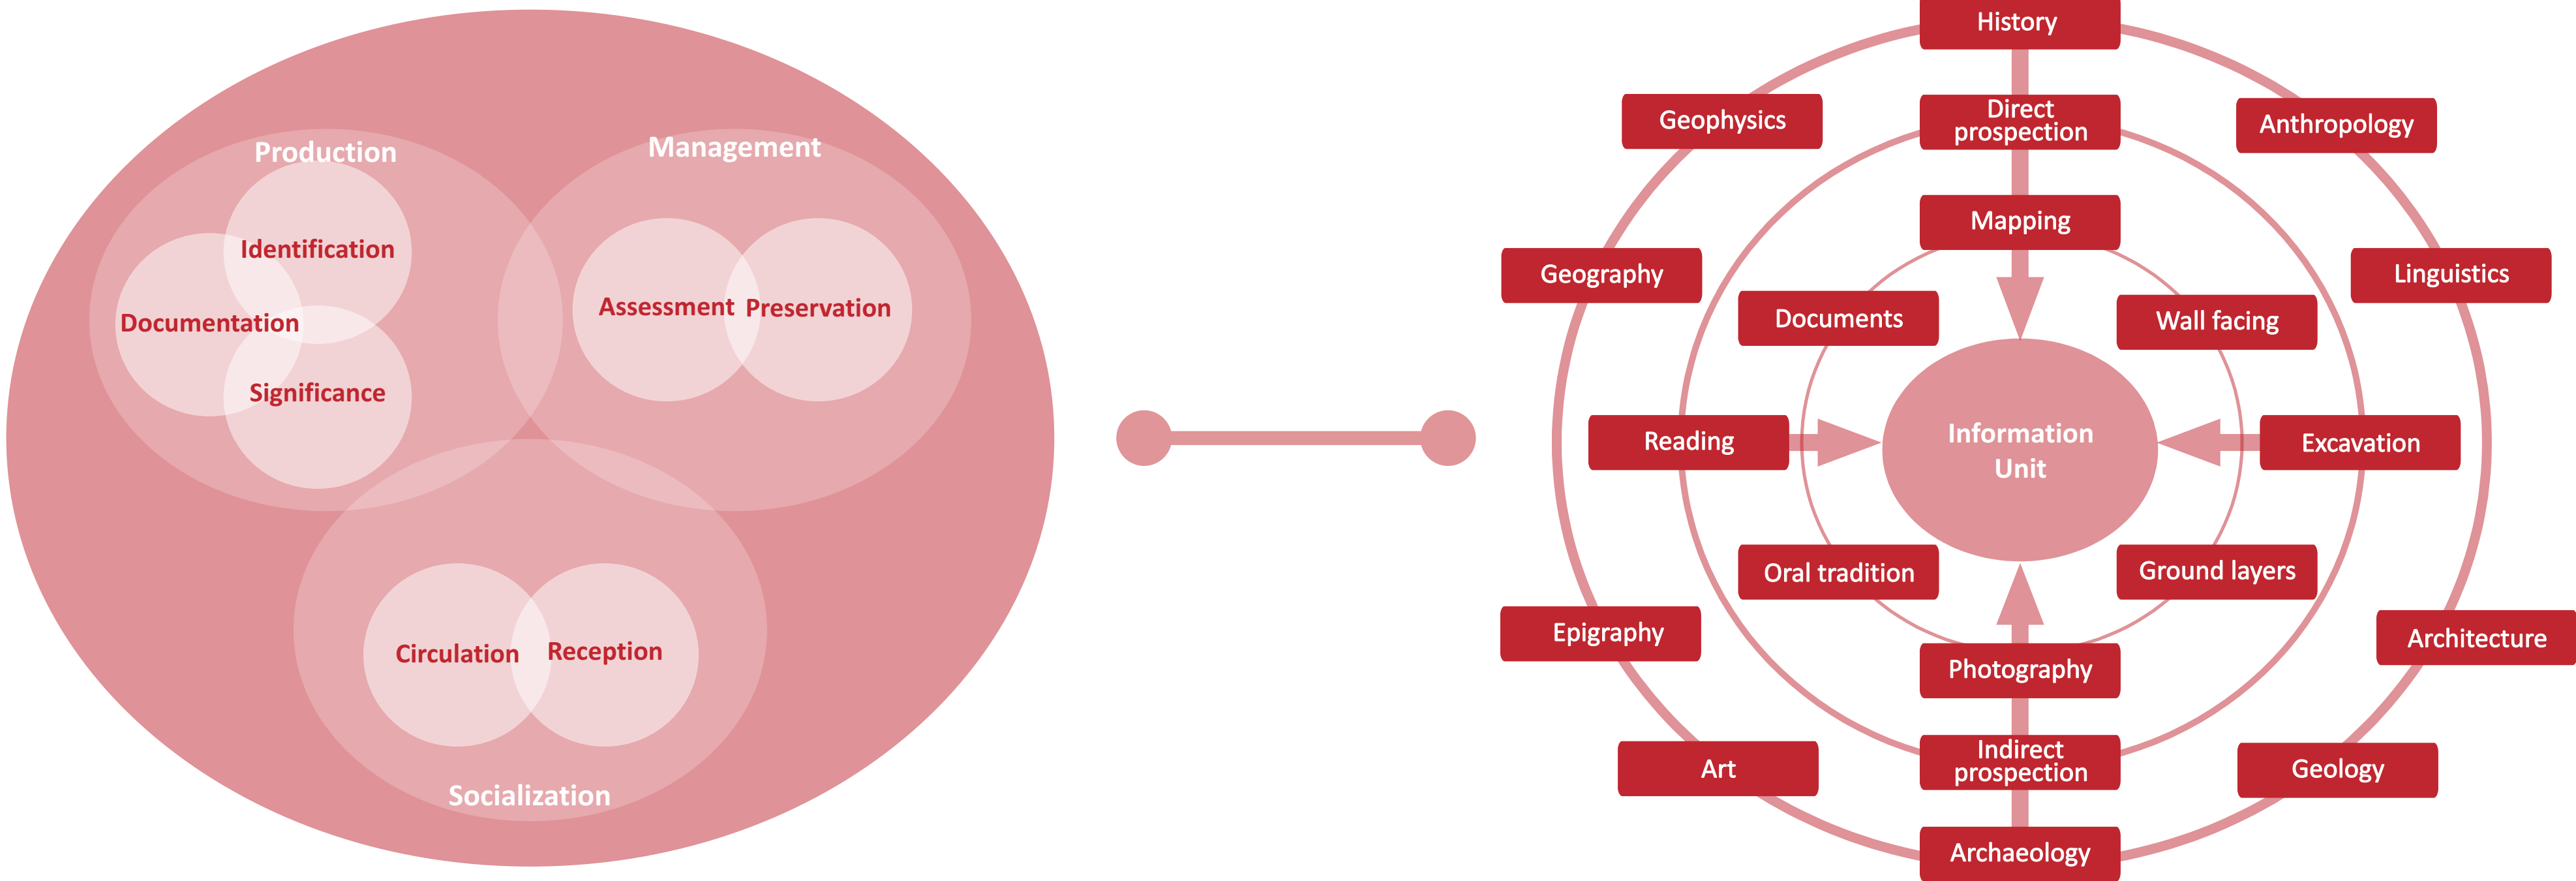 Production
Management
Identification
Documentation
Significance
Assessment
Preservation
Circulation
Reception
Socialization
History
Geophysics
Direct
prospection
Anthropology
Mapping
Geography
Linguistics
Documents
Wall facing
Reading
Information
Unit
Excavation
Oral tradition
Ground layers
Epigraphy
Architecture
Photography
Art
Indirect
prospection
Geology
Archaeology